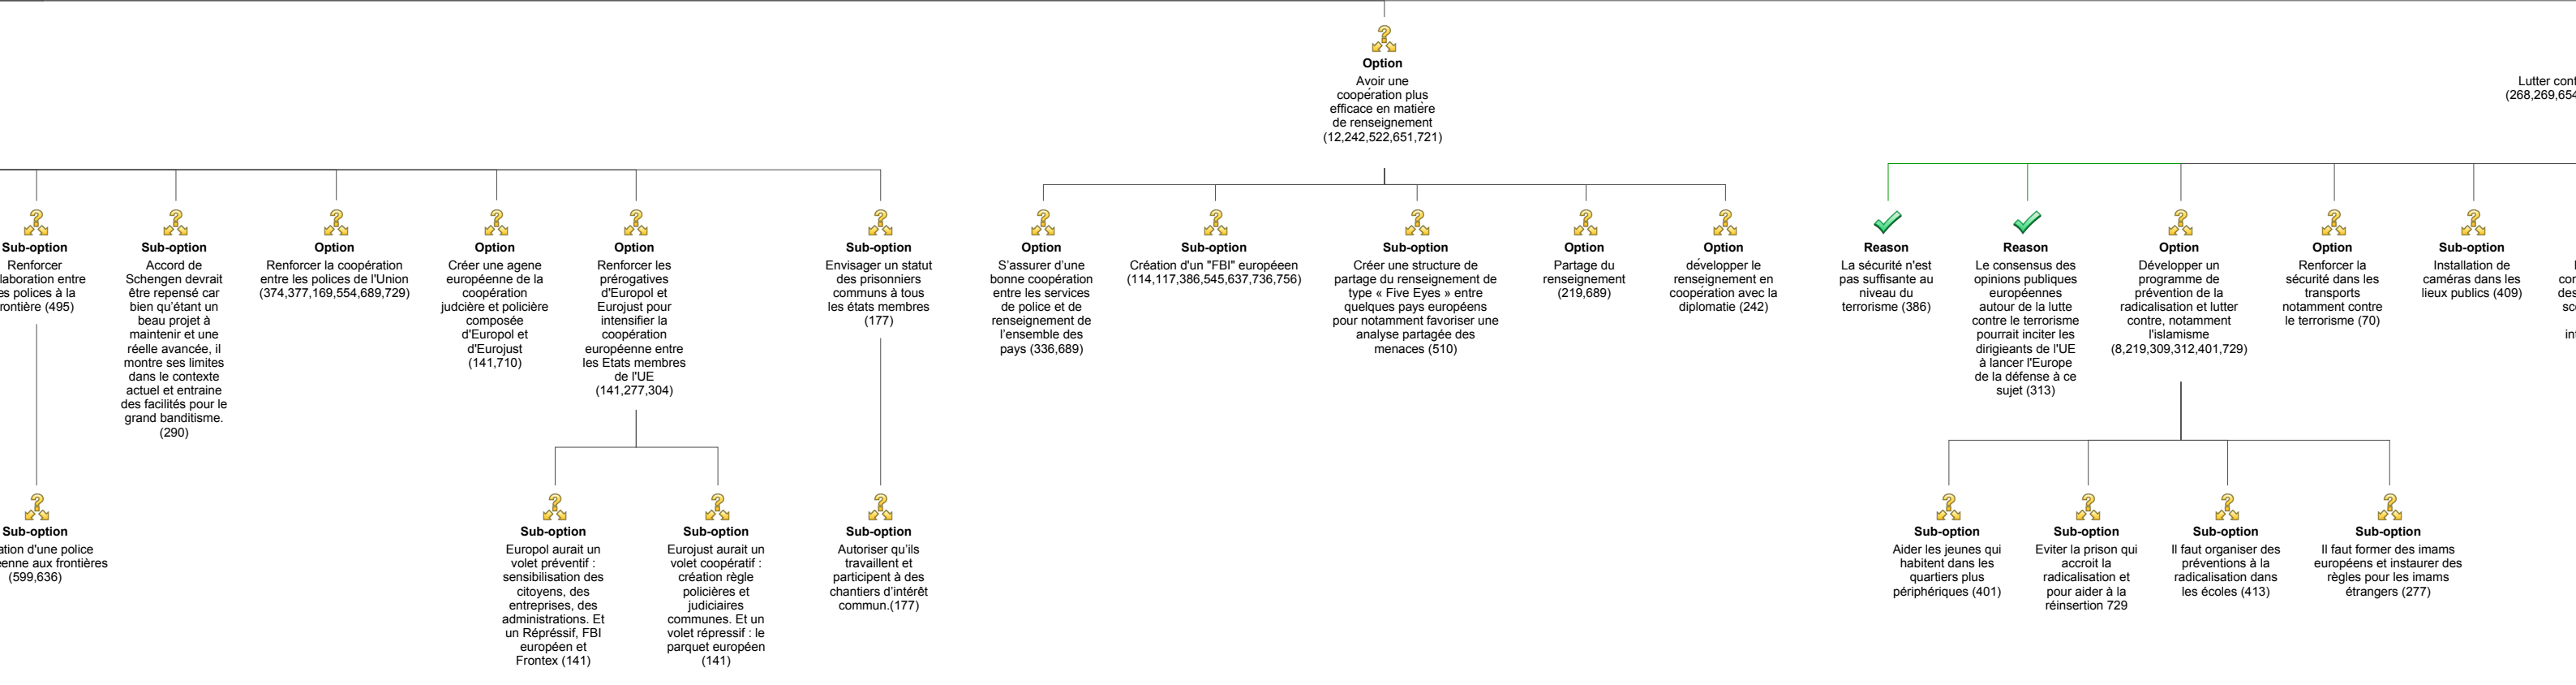 Option
Avoir une
coopération plus
efficace en matière
de renseignement
(12,242,522,651,721)
Lutter
(268,269,654
Sub-option
Renforcer
entre
polices à la
(495)
Sub-option
Accord de
Schengen devrait
être repensé car
bien qu'étant un
beau projet à
maintenir et une
réelle avancée, il
montre ses limites
dans le contexte
actuel et entraine
des facilités pour le
grand banditisme.
(290)
Option
Renforcer la coopération
entre les polices de l'Union
(374,377,169,554,689,729)
Option
Créer une agene
européenne de la
coopération
judcière et policière
composée
d'Europol et
d'Eurojust
(141,710)
Option
Renforcer les
prérogatives
d'Europol et
Eurojust pour
intensifier la
coopération
européenne entre
les Etats membres
de l'UE
(141,277,304)
Sub-option
Envisager un statut
des prisonniers
communs à tous
les états membres
(177)
Option
S'assurer d'une
bonne coopération
entre les services
de police et de
renseignement de
l'ensemble des
pays (336,689)
Sub-option
Création d'un "FBI" européeen
(114,117,386,545,637,736,756)
Sub-option
Créer une structure de
partage du renseignement de
type « Five Eyes » entre
quelques pays européens
pour notamment favoriser une
analyse partagée des
menaces (510)
Option
Partage du
renseignement
(219,689)
Option
développer le
renseignement en
coopération avec la
diplomatie (242)
Reason
La sécurité n'est
pas suffisante au
niveau du
terrorisme (386)
Reason
Le consensus des
opinions publiques
européennes
autour de la lutte
contre le terrorisme
pourrait inciter les
dirigieants de l'UE
à lancer l'Europe
de la défense à ce
sujet (313)
Option
Développer un
programme de
prévention de la
radicalisation et lutter
contre, notamment
l'islamisme
(8,219,309,312,401,729)
Option
Renforcer la
sécurité dans les
transports
notamment contre
le terrorisme (70)
Sub-option
Installation de
caméras dans les
lieux publics (409)
Sub-option
d'une police
aux frontières
(599,636)
Sub-option
Europol aurait un
volet préventif :
sensibilisation des
citoyens, des
entreprises, des
administrations. Et
un Répréssif, FBI
européen et
Frontex (141)
Sub-option
Eurojust aurait un
volet coopératif :
création règle
policières et
judiciaires
communes. Et un
volet répressif : le
parquet européen
(141)
Sub-option
Autoriser qu'ils
travaillent et
participent à des
chantiers d'intérêt
commun.(177)
Sub-option
Aider les jeunes qui
habitent dans les
quartiers plus
périphériques (401)
Sub-option
Eviter la prison qui
accroit la
radicalisation et
pour aider à la
réinsertion 729
Sub-option
Il faut organiser des
préventions à la
radicalisation dans
les écoles (413)
Sub-option
Il faut former des imams
européens et instaurer des
règles pour les imams
étrangers (277)